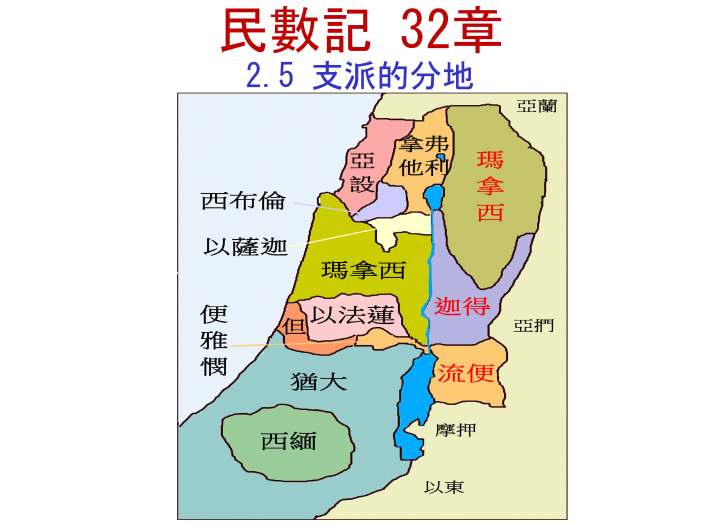 民數記 32章
2.5 支派的分地
亞蘭
拿弗
他利
亞
設
瑪
拿
西
西布倫
以薩迦
瑪拿西
便
雅
憫
但
以法蓮
迦得
亞捫
流便
猶大
西緬
摩押
以東